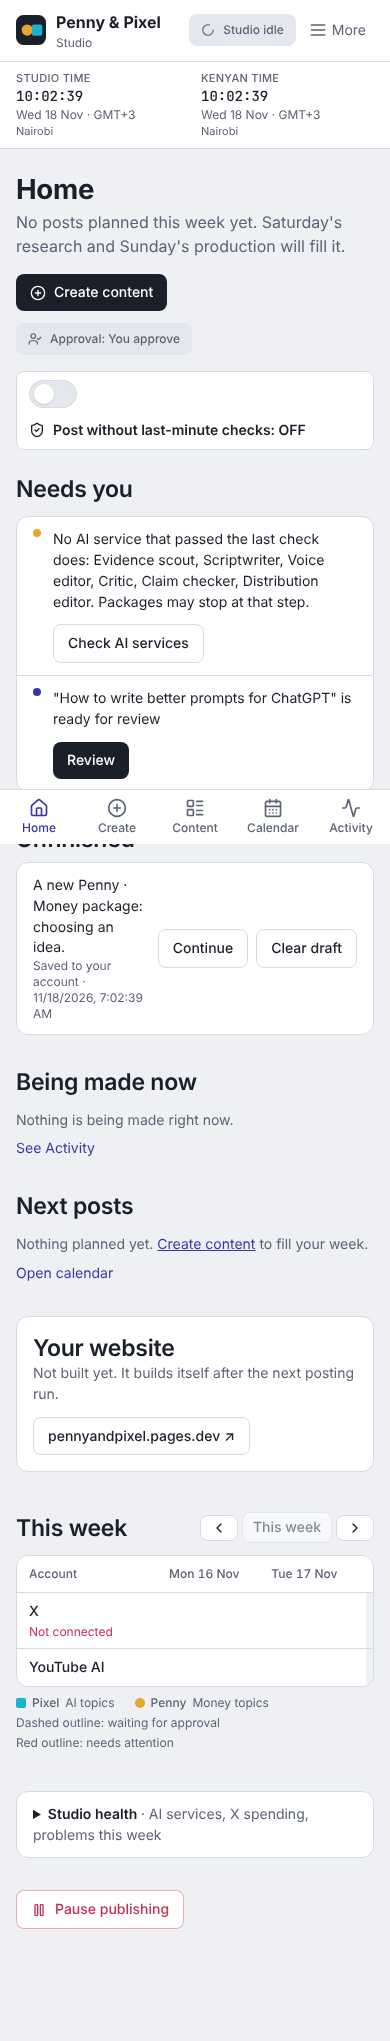 Penny & Pixel
Studio
Studio idle
More
STUDIO TIME
10:02:39
Wed 18 Nov · GMT+3
Nairobi
KENYAN TIME
10:02:39
Wed 18 Nov · GMT+3
Nairobi
Home
No posts planned this week yet. Saturday's
research and Sunday's production will fill it.
Create content
Approval: You approve
Post without last-minute checks: OFF
Needs you
No AI service that passed the last check
does: Evidence scout, Scriptwriter, Voice
editor, Critic, Claim checker, Distribution
editor. Packages may stop at that step.
Check AI services
"How to write better prompts for ChatGPT" is
ready for review
Review
Home
Create
Content
Calendar
Activity
Unfinished
A new Penny ·
Money package:
choosing an
idea.
Saved to your
account ·
11/18/2026, 7:02:39
AM
Continue
Clear draft
Being made now
Nothing is being made right now.
See Activity
Next posts
Nothing planned yet. Create content to fill your week.
Open calendar
Your website
Not built yet. It builds itself after the next posting
run.
pennyandpixel.pages.dev ↗
This week
This week
Account
Mon 16 Nov
Tue 17 Nov
X
Not connected
YouTube AI
Pixel AI topics
Penny Money topics
Dashed outline: waiting for approval
Red outline: needs attention
Studio health · AI services, X spending,
problems this week
Pause publishing